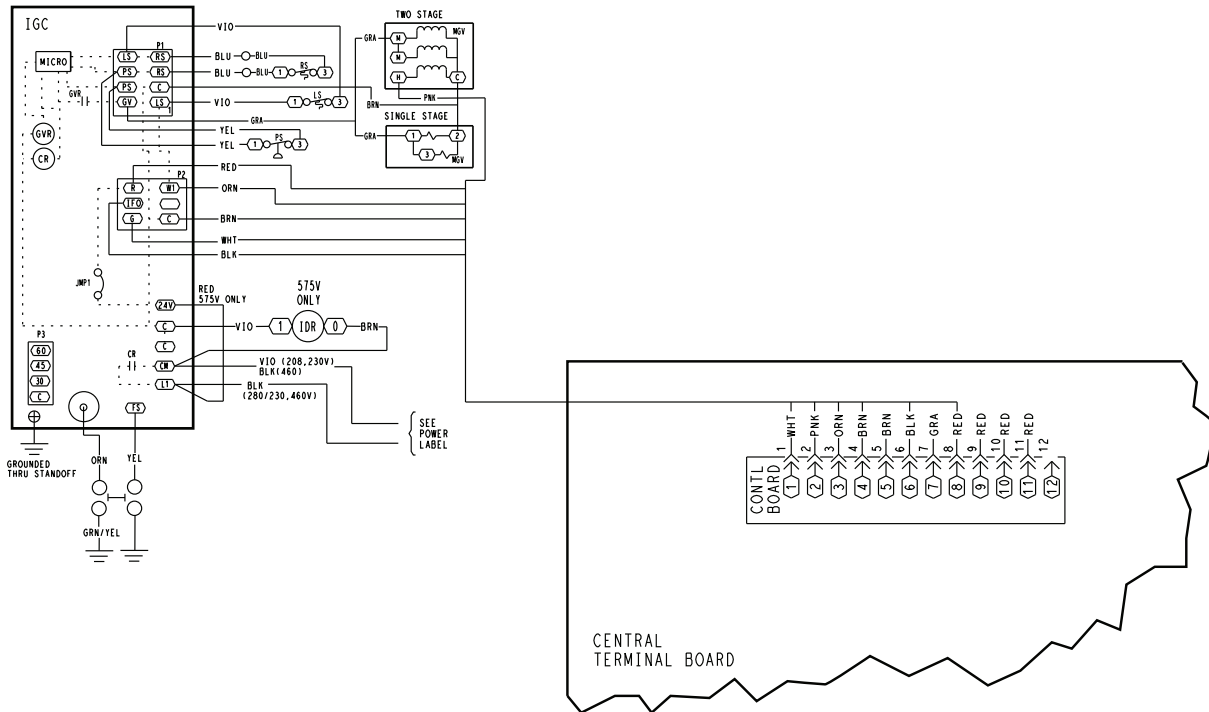 IGC
MICRO
GVR
GVR
CR
P1
LS RS
PS RS
PS C
GV LS
1
VIO
BLU BLU
BLU BLU 1 RS 3
VIO 1 LS 3
GRA
YEL
YEL 1 PS 3
RED
P2
R W1
IFO
G C
ORN
BRN
WHT
BLK
TWO STAGE
GRA
M MGV
M
H C
PNK
BRN
SINGLE STAGE
GRA 1 2
3 MGV
JMP1
RED
575V ONLY
575V
ONLY
24V
C
VIO 1 IDR 0 BRN
C
CR
CM
L1
VIO (208,230V)
BLK(460)
BLK
(280/230,460V)
SEE
POWER
LABEL
P3
60
45
30
C
FS
GROUNDED
THRU STANDOFF
ORN
YEL
GRN/YEL
WHT PNK ORN BRN BRN BLK GRA RED RED RED RED
1 2 3 4 5 6 7 8 9 10 11 12
CONTL
BOARD
1 2 3 4 5 6 7 8 9 10 11 12
CENTRAL
TERMINAL BOARD